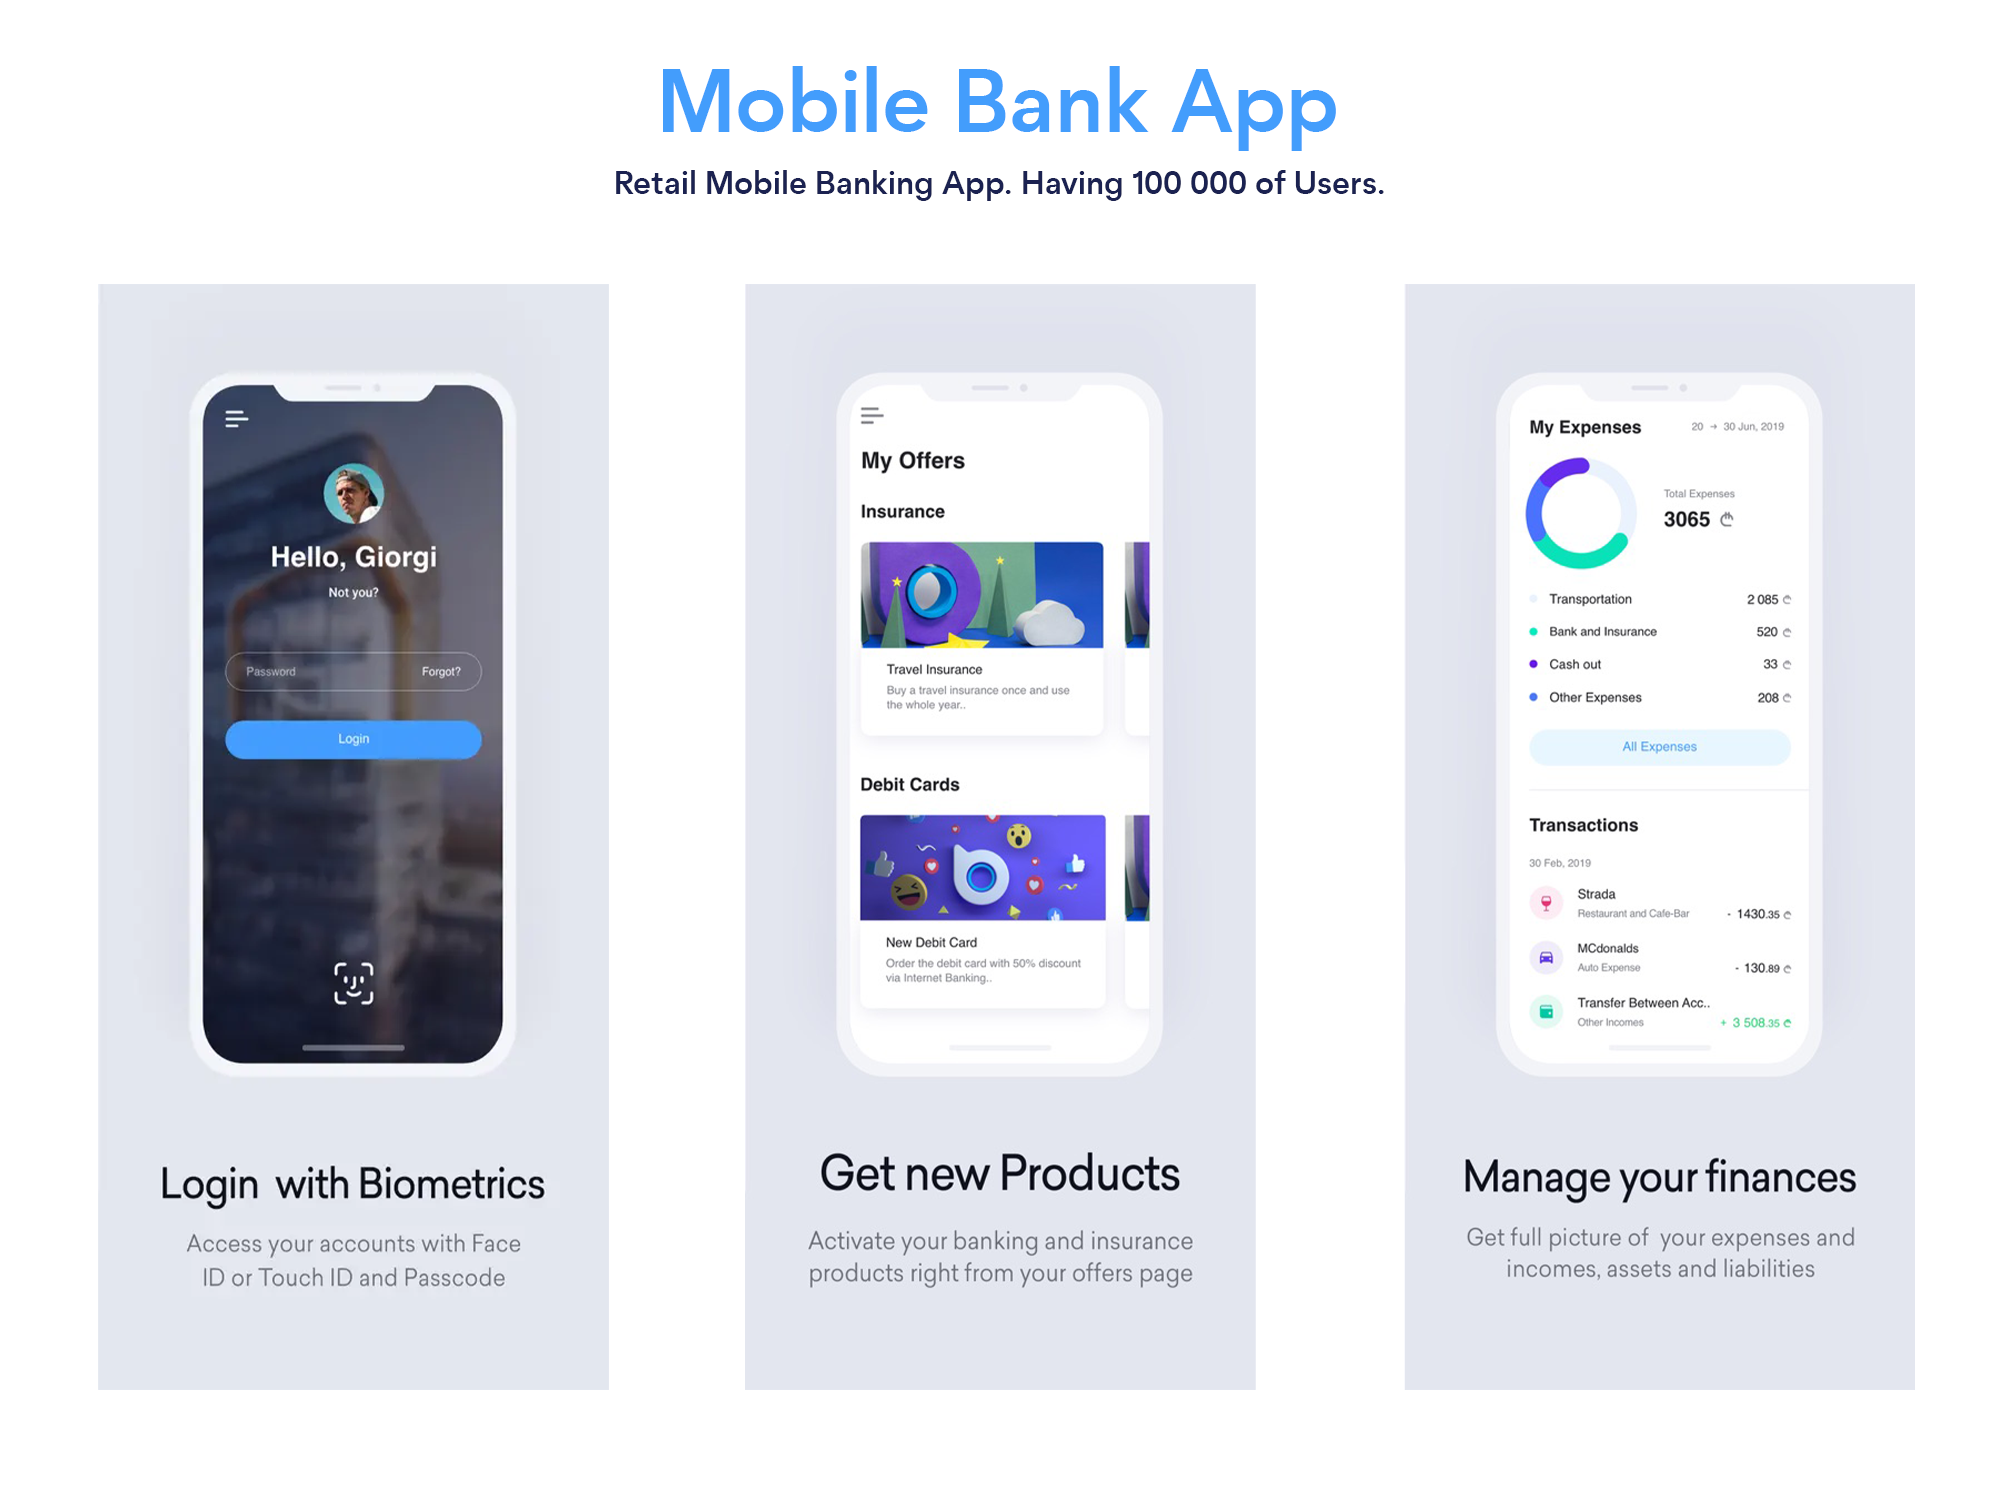 Mobile Bank App
Retail Mobile Banking App. Having 100 000 of Users.
Hello, Giorgi
Not you?
Password Forgot?
Login
Login with Biometrics
Access your accounts with Face
ID or Touch ID and Passcode
My Offers
Insurance
Travel Insurance
Buy a travel insurance once and use
the whole year..
Debit Cards
New Debit Card
Order the debit card with 50% discount
via Internet Banking..
Get new Products
Activate your banking and insurance
products right from your offers page
My Expenses 20 → 30 Jun, 2019
Total Expenses
3065 ₾
Transportation 2 085 ₾
Bank and Insurance 520 ₾
Cash out 33 ₾
Other Expenses 208 ₾
All Expenses
Transactions
30 Feb, 2019
Strada
Restaurant and Cafe-Bar - 1430.35 ₾
MCdonalds
Auto Expense - 130.89 ₾
Transfer Between Acc..
Other Incomes + 3 508.35 ₾
Manage your finances
Get full picture of your expenses and
incomes, assets and liabilities